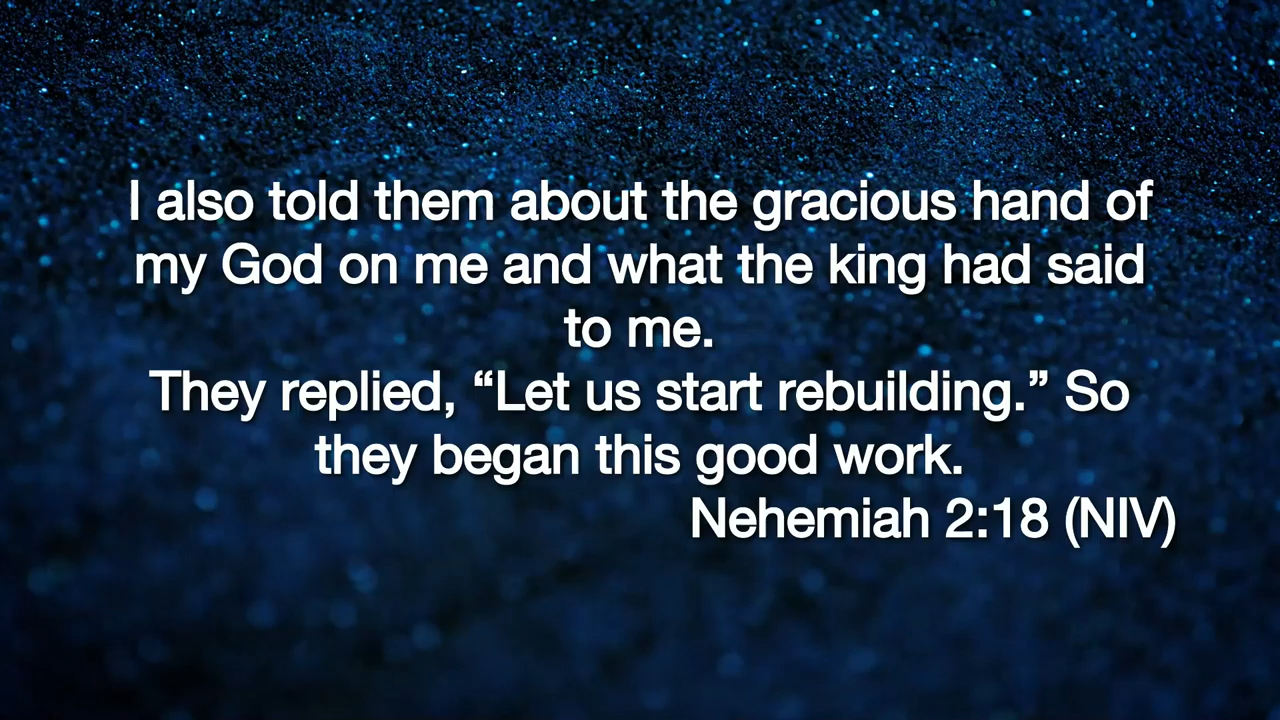 I also told them about the gracious hand of
my God on me and what the king had said
to me.
They replied, “Let us start rebuilding.” So
they began this good work.
Nehemiah 2:18 (NIV)